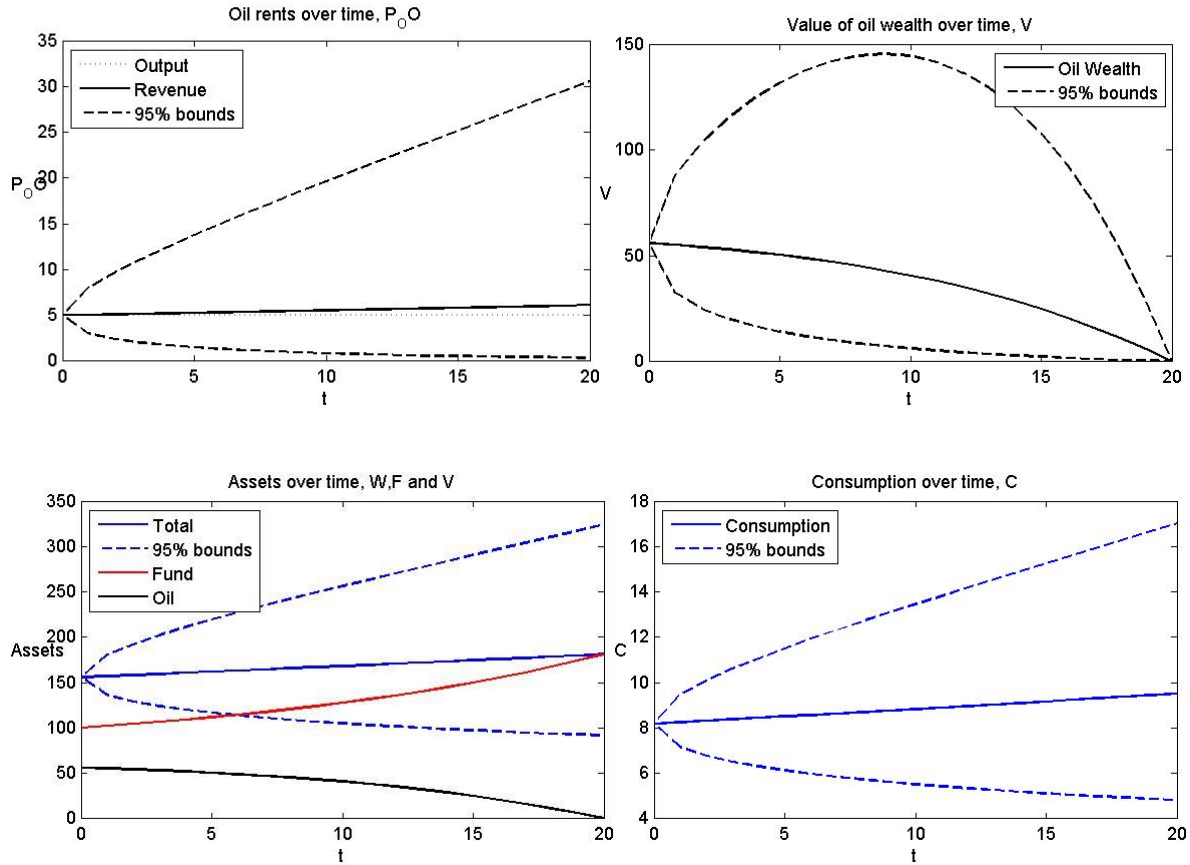 Oil rents over time, P_O O
35
30
25
20
15
10
5
0
P_O O
Output
Revenue
95% bounds
0 5 10 15 20
t
Value of oil wealth over time, V
150
100
50
0
V
Oil Wealth
95% bounds
0 5 10 15 20
t
Assets over time, W,F and V
350
300
250
200
150
100
50
0
Assets
Total
95% bounds
Fund
Oil
0 5 10 15 20
t
Consumption over time, C
18
16
14
12
10
8
6
4
C
Consumption
95% bounds
0 5 10 15 20
t